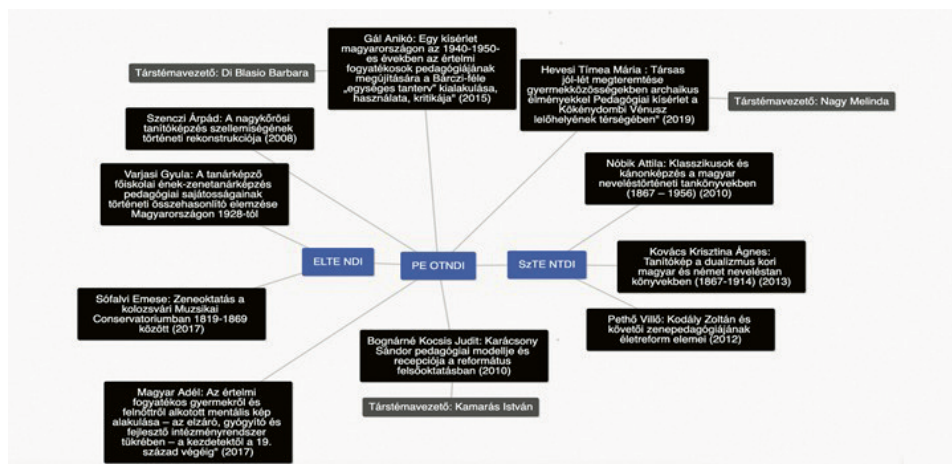 Gál Anikó: Egy kísérlet
magyarországon az 1940-1950-
es években az értelmi
fogyatékosok pedagógiájának
megújítására a Bárczi-féle
„egységes tanterv" kialakulása,
használata, kritikája" (2015)
Társtémavezető: Di Blasio Barbara
Hevesi Tímea Mária : Társas
jól-lét megteremtése
gyermekközösségekben archaikus
élményekkel Pedagógiai kísérlet a
Kökénydombi Vénusz
lelőhelyének térségében" (2019)
Társtémavezető: Nagy Melinda
Szenczi Árpád: A nagykőrösi
tanítóképzés szellemiségének
történeti rekonstrukciója (2008)
Varjasi Gyula: A tanárképző
főiskolai ének-zenetanárképzés
pedagógiai sajátosságainak
történeti összehasonlító elemzése
Magyarországon 1928-tól
Nóbik Attila: Klasszikusok és
kánonképzés a magyar
neveléstörténeti tankönyvekben
(1867 – 1956) (2010)
ELTE NDI
PE OTNDI
SzTE NTDI
Kovács Krisztina Ágnes:
Tanítókép a dualizmus kori
magyar és német neveléstan
könyvekben (1867-1914) (2013)
Sófalvi Emese: Zeneoktatás a
kolozsvári Muzsikai
Conservatoriumban 1819-1869
között (2017)
Pethő Villő: Kodály Zoltán és
követői zenepedagógiájának
életreform elemei (2012)
Bognárné Kocsis Judit: Karácsony
Sándor pedagógiai modellje és
recepciója a református
felsőoktatásban (2010)
Társtémavezető: Kamarás István
Magyar Adél: Az értelmi
fogyatékos gyermekről és
felnőttről alkotott mentális kép
alakulása – az elzáró, gyógyító és
fejlesztő intézményrendszer
tükrében – a kezdetektől a 19.
század végéig" (2017)